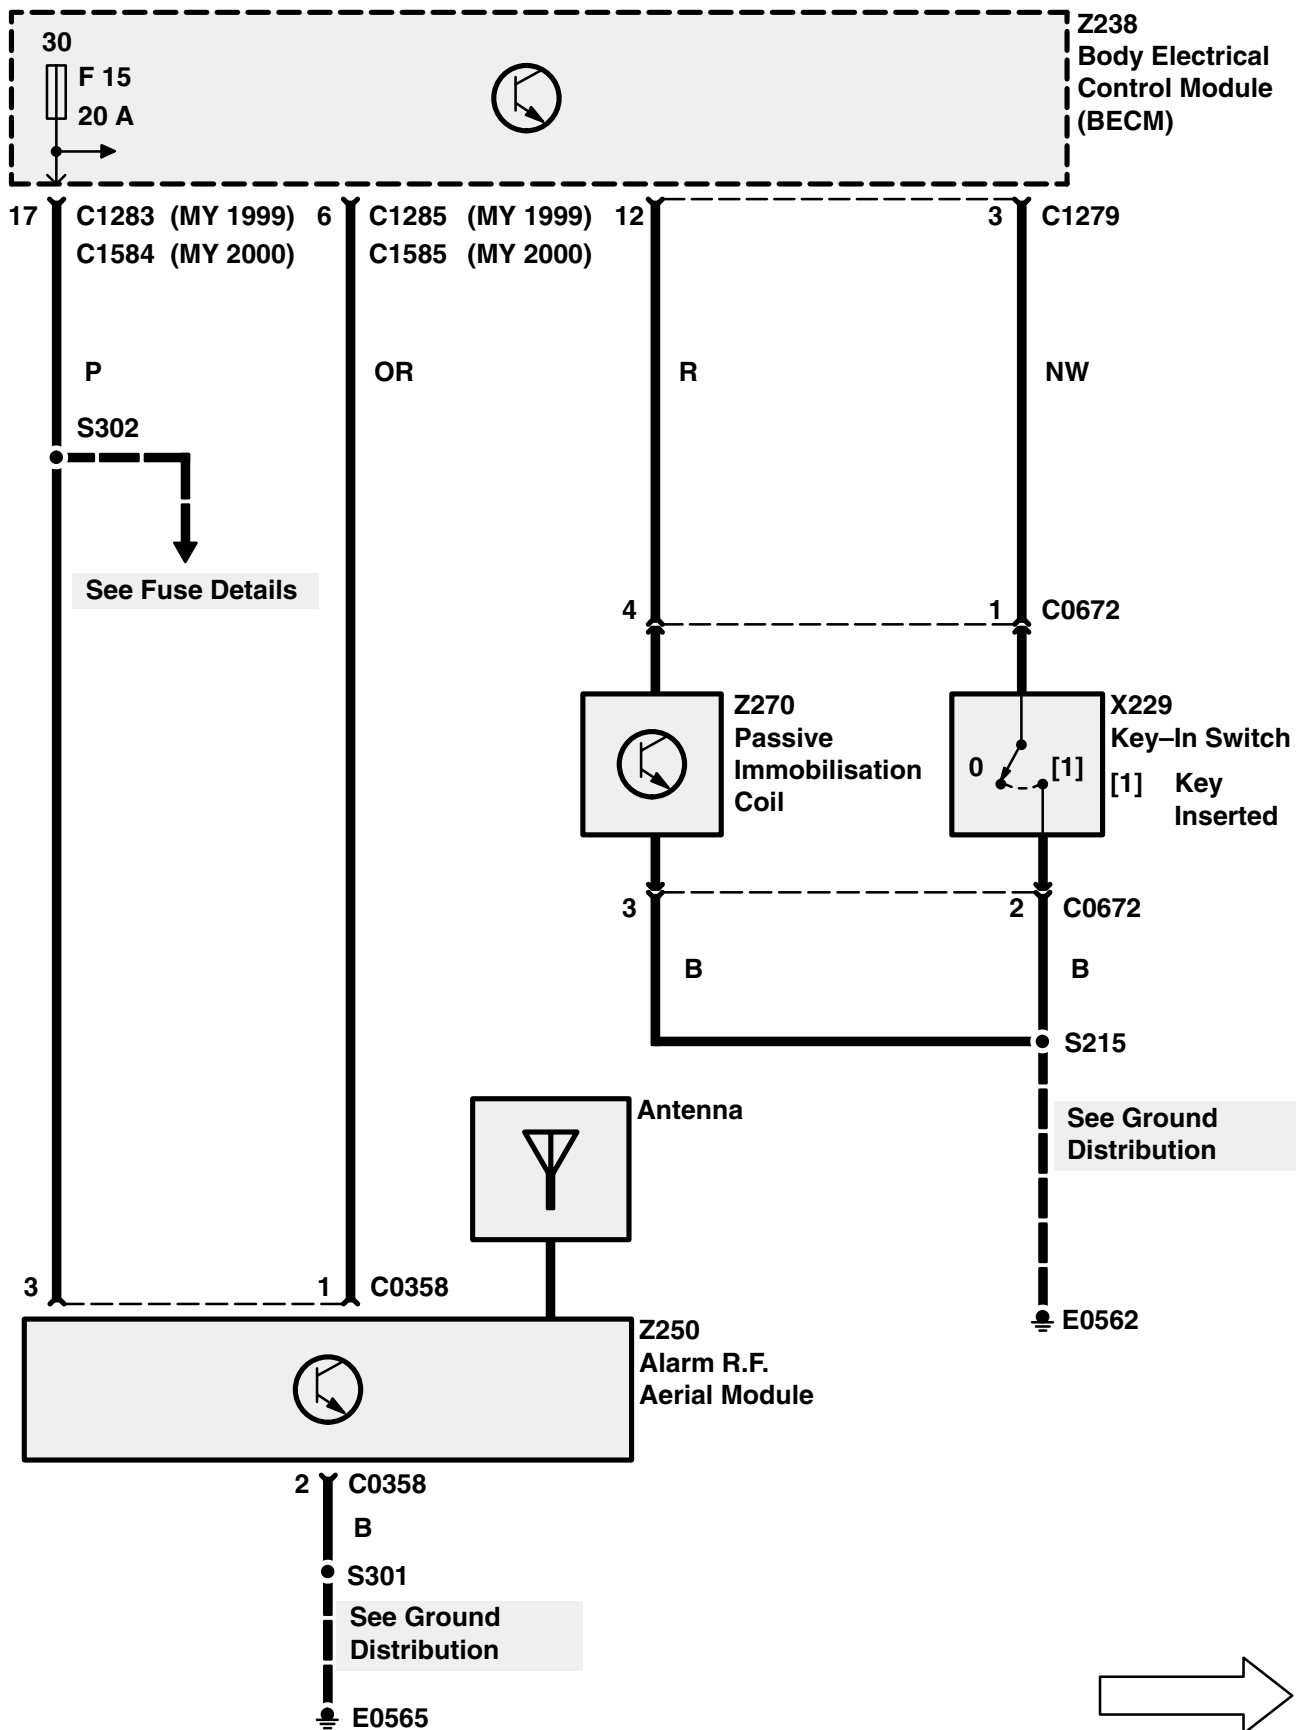 Z238
Body Electrical
Control Module
(BECM)
30
F 15
20 A
17 C1283 (MY 1999) 6 C1285 (MY 1999) 12 3 C1279
C1584 (MY 2000) C1585 (MY 2000)
P OR R NW
S302
See Fuse Details
4 1 C0672
Z270
Passive
Immobilisation
Coil
X229
Key–In Switch
0 [1]
[1] Key
Inserted
3 2 C0672
B B
S215
Antenna
See Ground
Distribution
3 1 C0358
E0562
Z250
Alarm R.F.
Aerial Module
2 C0358
B
S301
See Ground
Distribution
E0565